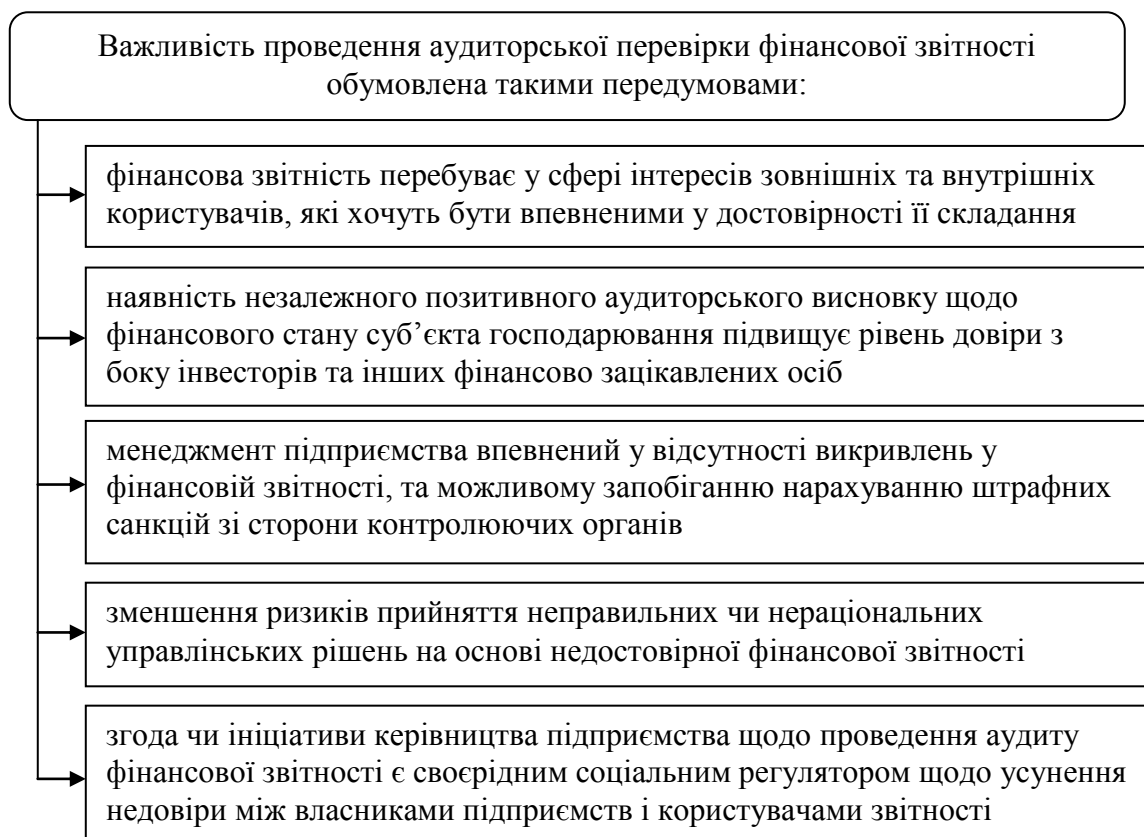 Важливість проведення аудиторської перевірки фінансової звітності
обумовлена такими передумовами:
фінансова звітність перебуває у сфері інтересів зовнішніх та внутрішніх
користувачів, які хочуть бути впевненими у достовірності її складання
наявність незалежного позитивного аудиторського висновку щодо
фінансового стану суб’єкта господарювання підвищує рівень довіри з
боку інвесторів та інших фінансово зацікавлених осіб
менеджмент підприємства впевнений у відсутності викривлень у
фінансовій звітності, та можливому запобіганню нарахуванню штрафних
санкцій зі сторони контролюючих органів
зменшення ризиків прийняття неправильних чи нераціональних
управлінських рішень на основі недостовірної фінансової звітності
згода чи ініціативи керівництва підприємства щодо проведення аудиту
фінансової звітності є своєрідним соціальним регулятором щодо усунення
недовіри між власниками підприємств і користувачами звітності